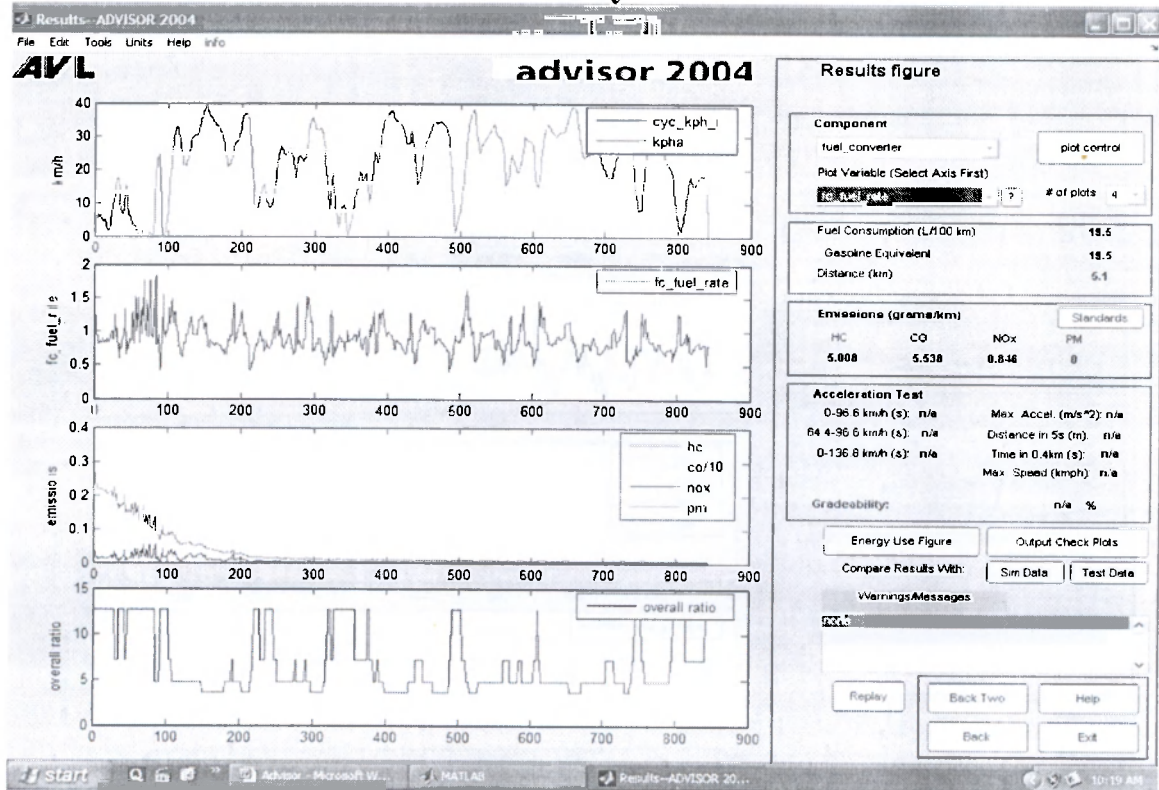 Results--ADVISOR 2004
File Edit Tools Units Help info
AVL
advisor 2004
40
30
20
10
0
cyc_kph_r
kpha
0 100 200 300 400 500 600 700 800 900
2
1.5
1
0.5
0
fc_fuel_rate
100 200 300 400 500 600 700 800 900
0.4
0.3
0.2
0.1
0
hc
co/10
nox
pm
0 100 200 300 400 500 600 700 800 900
overall ratio
15
10
5
0
overall ratio
0 100 200 300 400 500 600 700 800 900
Results figure
Component
fuel_converter
plot control
Plot Variable (Select Axis First)
fc_fuel_rate
?
# of plots 4
Fuel Consumption (L/100 km)
Gasoline Equivalent
Distance (km) 5.1
Emissions (grams/km)
Standards
HC CO NOx PM
5.008 5.538 0.846 0
Acceleration Test
0-96.6 km/h (s): n/a
Max. Accel. (m/s^2): n/a
64.4-96.6 km/h (s): n/a
Distance in 5s (m): n/a
0-136.8 km/h (s): n/a
Time in 0.4km (s): n/a
Max Speed (kmph): n/a
Gradeability: n/a %
Energy Use Figure
Output Check Plots
Compare Results With: Sim Data Test Data
Warnings/Messages
none
Replay
Back Two
Help
Back
Exit
start
Advisor - Microsoft W...
MATLAB
Results--ADVISOR 20...
10:19 AM